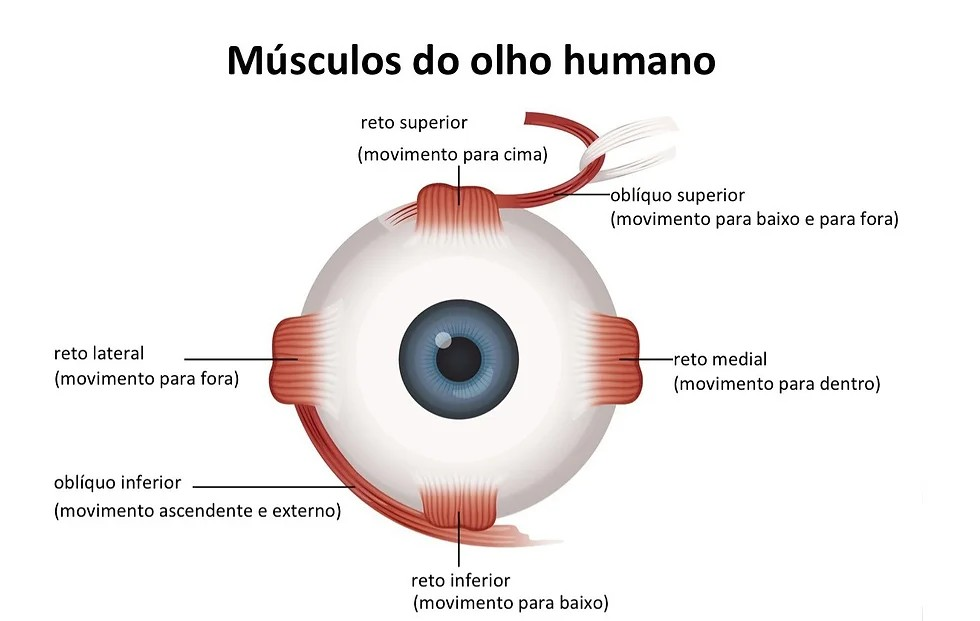 Músculos do olho humano
reto superior
(movimento para cima)
oblíquo superior
(movimento para baixo e para fora)
reto lateral
(movimento para fora)
reto medial
(movimento para dentro)
oblíquo inferior
(movimento ascendente e externo)
reto inferior
(movimento para baixo)